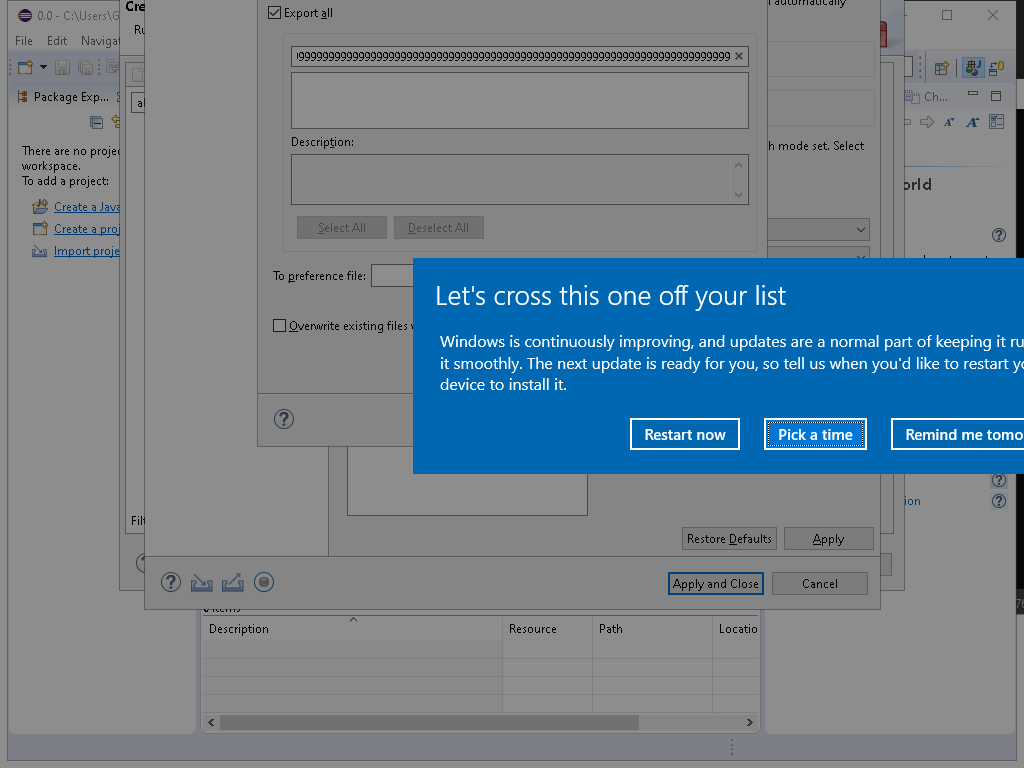 0.0 - C:\Users\G
Cre
Export all
automatically
File Edit Navigat
Ru
Package Exp...
Ch...
al
There are no projec
workspace.
To add a project:
Create a Java
Create a proj
Import proje
Description:
h mode set. Select
orld
Select All
Deselect All
To preference file:
Overwrite existing files w
Let's cross this one off your list
Windows is continuously improving, and updates are a normal part of keeping it ru
it smoothly. The next update is ready for you, so tell us when you'd like to restart yo
device to install it.
Restart now
Pick a time
Remind me tomo
ion
Filt
Restore Defaults
Apply
Apply and Close
Cancel
0 items
Description
Resource
Path
Locatio